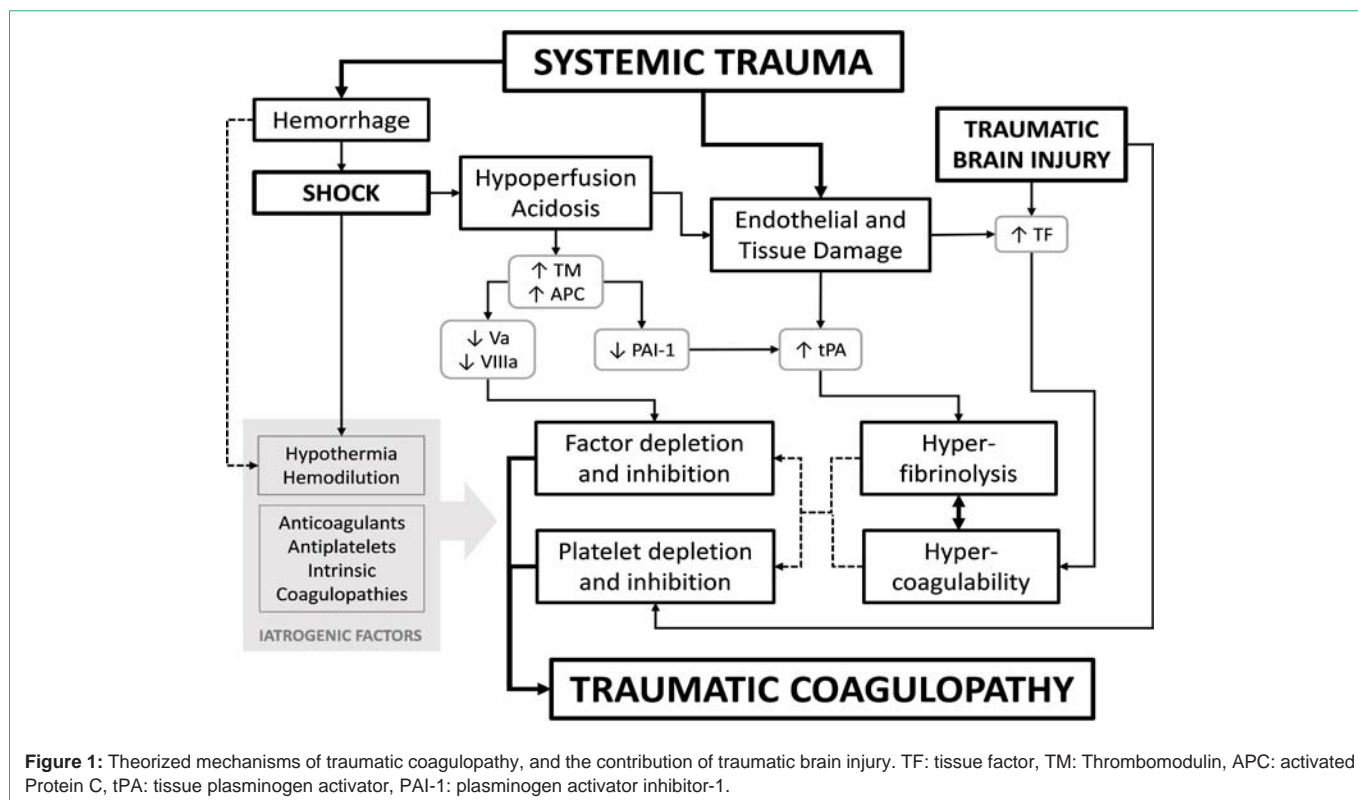 SYSTEMIC TRAUMA
Hemorrhage
TRAUMATIC
BRAIN INJURY
SHOCK
Hypoperfusion
Acidosis
Endothelial and
Tissue Damage
↑ TF
↑ TM
↑ APC
↓ Va
↓ VIIIa
↓ PAI-1
↑ tPA
Hypothermia
Hemodilution
Anticoagulants
Antiplatelets
Intrinsic
Coagulopathies
IATROGENIC FACTORS
Factor depletion
and inhibition
Hyper-
fibrinolysis
Platelet depletion
and inhibition
Hyper-
coagulability
TRAUMATIC COAGULOPATHY
Figure 1: Theorized mechanisms of traumatic coagulopathy, and the contribution of traumatic brain injury. TF: tissue factor, TM: Thrombomodulin, APC: activated
Protein C, tPA: tissue plasminogen activator, PAI-1: plasminogen activator inhibitor-1.